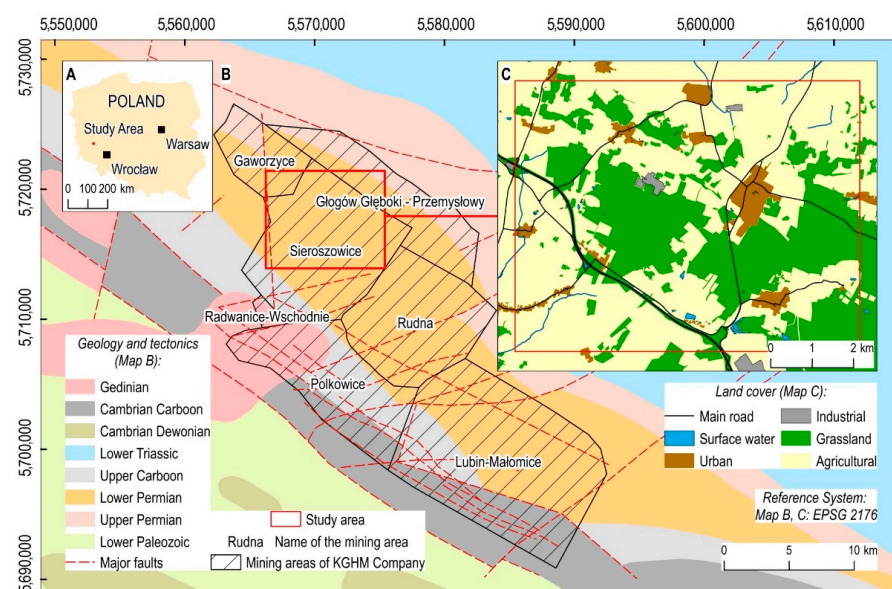 5,550,000
5,560,000
5,570,000
5,580,000
5,590,000
5,600,000
5,610,000
5,730,000
5,720,000
5,710,000
5,700,000
5,690,000
A
POLAND
Study Area
Warsaw
Wrocław
0 100 200 km
B
Gaworzyce
Głogów Głęboki - Przemysłowy
Sieroszowice
Radwanice-Wschodnie
Rudna
Polkowice
Lubin-Małomice
C
0 1 2 km
Geology and tectonics
(Map B):
Gedinian
Cambrian Carboon
Cambrian Dewonian
Lower Triassic
Upper Carboon
Lower Permian
Upper Permian
Lower Paleozoic
Major faults
Study area
Rudna Name of the mining area
Mining areas of KGHM Company
Land cover (Map C):
Main road
Surface water
Urban
Industrial
Grassland
Agricultural
Reference System:
Map B, C: EPSG 2176
0 5 10 km